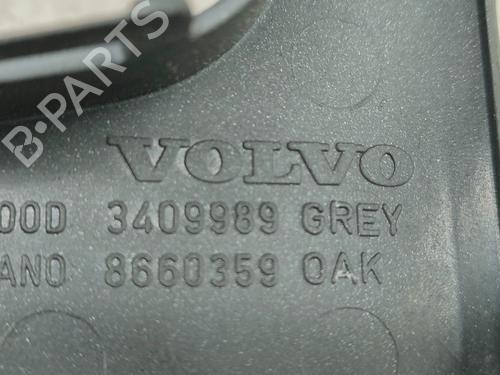 B-PARTS
VOLVO
00D 3409989 GREY
ANO 8660359 OAK